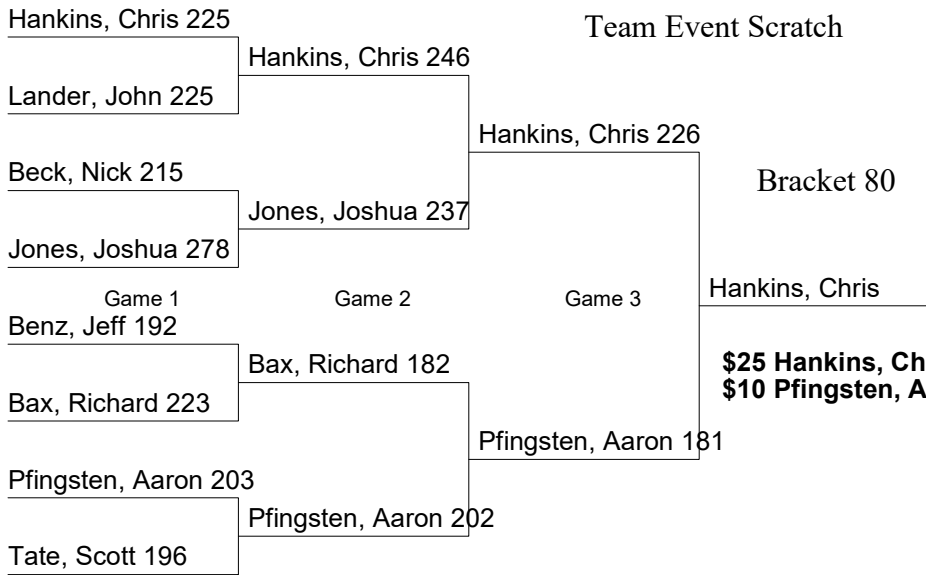 Hankins, Chris 225
Team Event Scratch
Hankins, Chris 246
Lander, John 225
Hankins, Chris 226
Beck, Nick 215
Bracket 80
Jones, Joshua 237
Jones, Joshua 278
Game 1
Game 2
Game 3
Hankins, Chris
Benz, Jeff 192
Bax, Richard 182
$25 Hankins, Ch
$10 Pfingsten, A
Bax, Richard 223
Pfingsten, Aaron 181
Pfingsten, Aaron 203
Pfingsten, Aaron 202
Tate, Scott 196